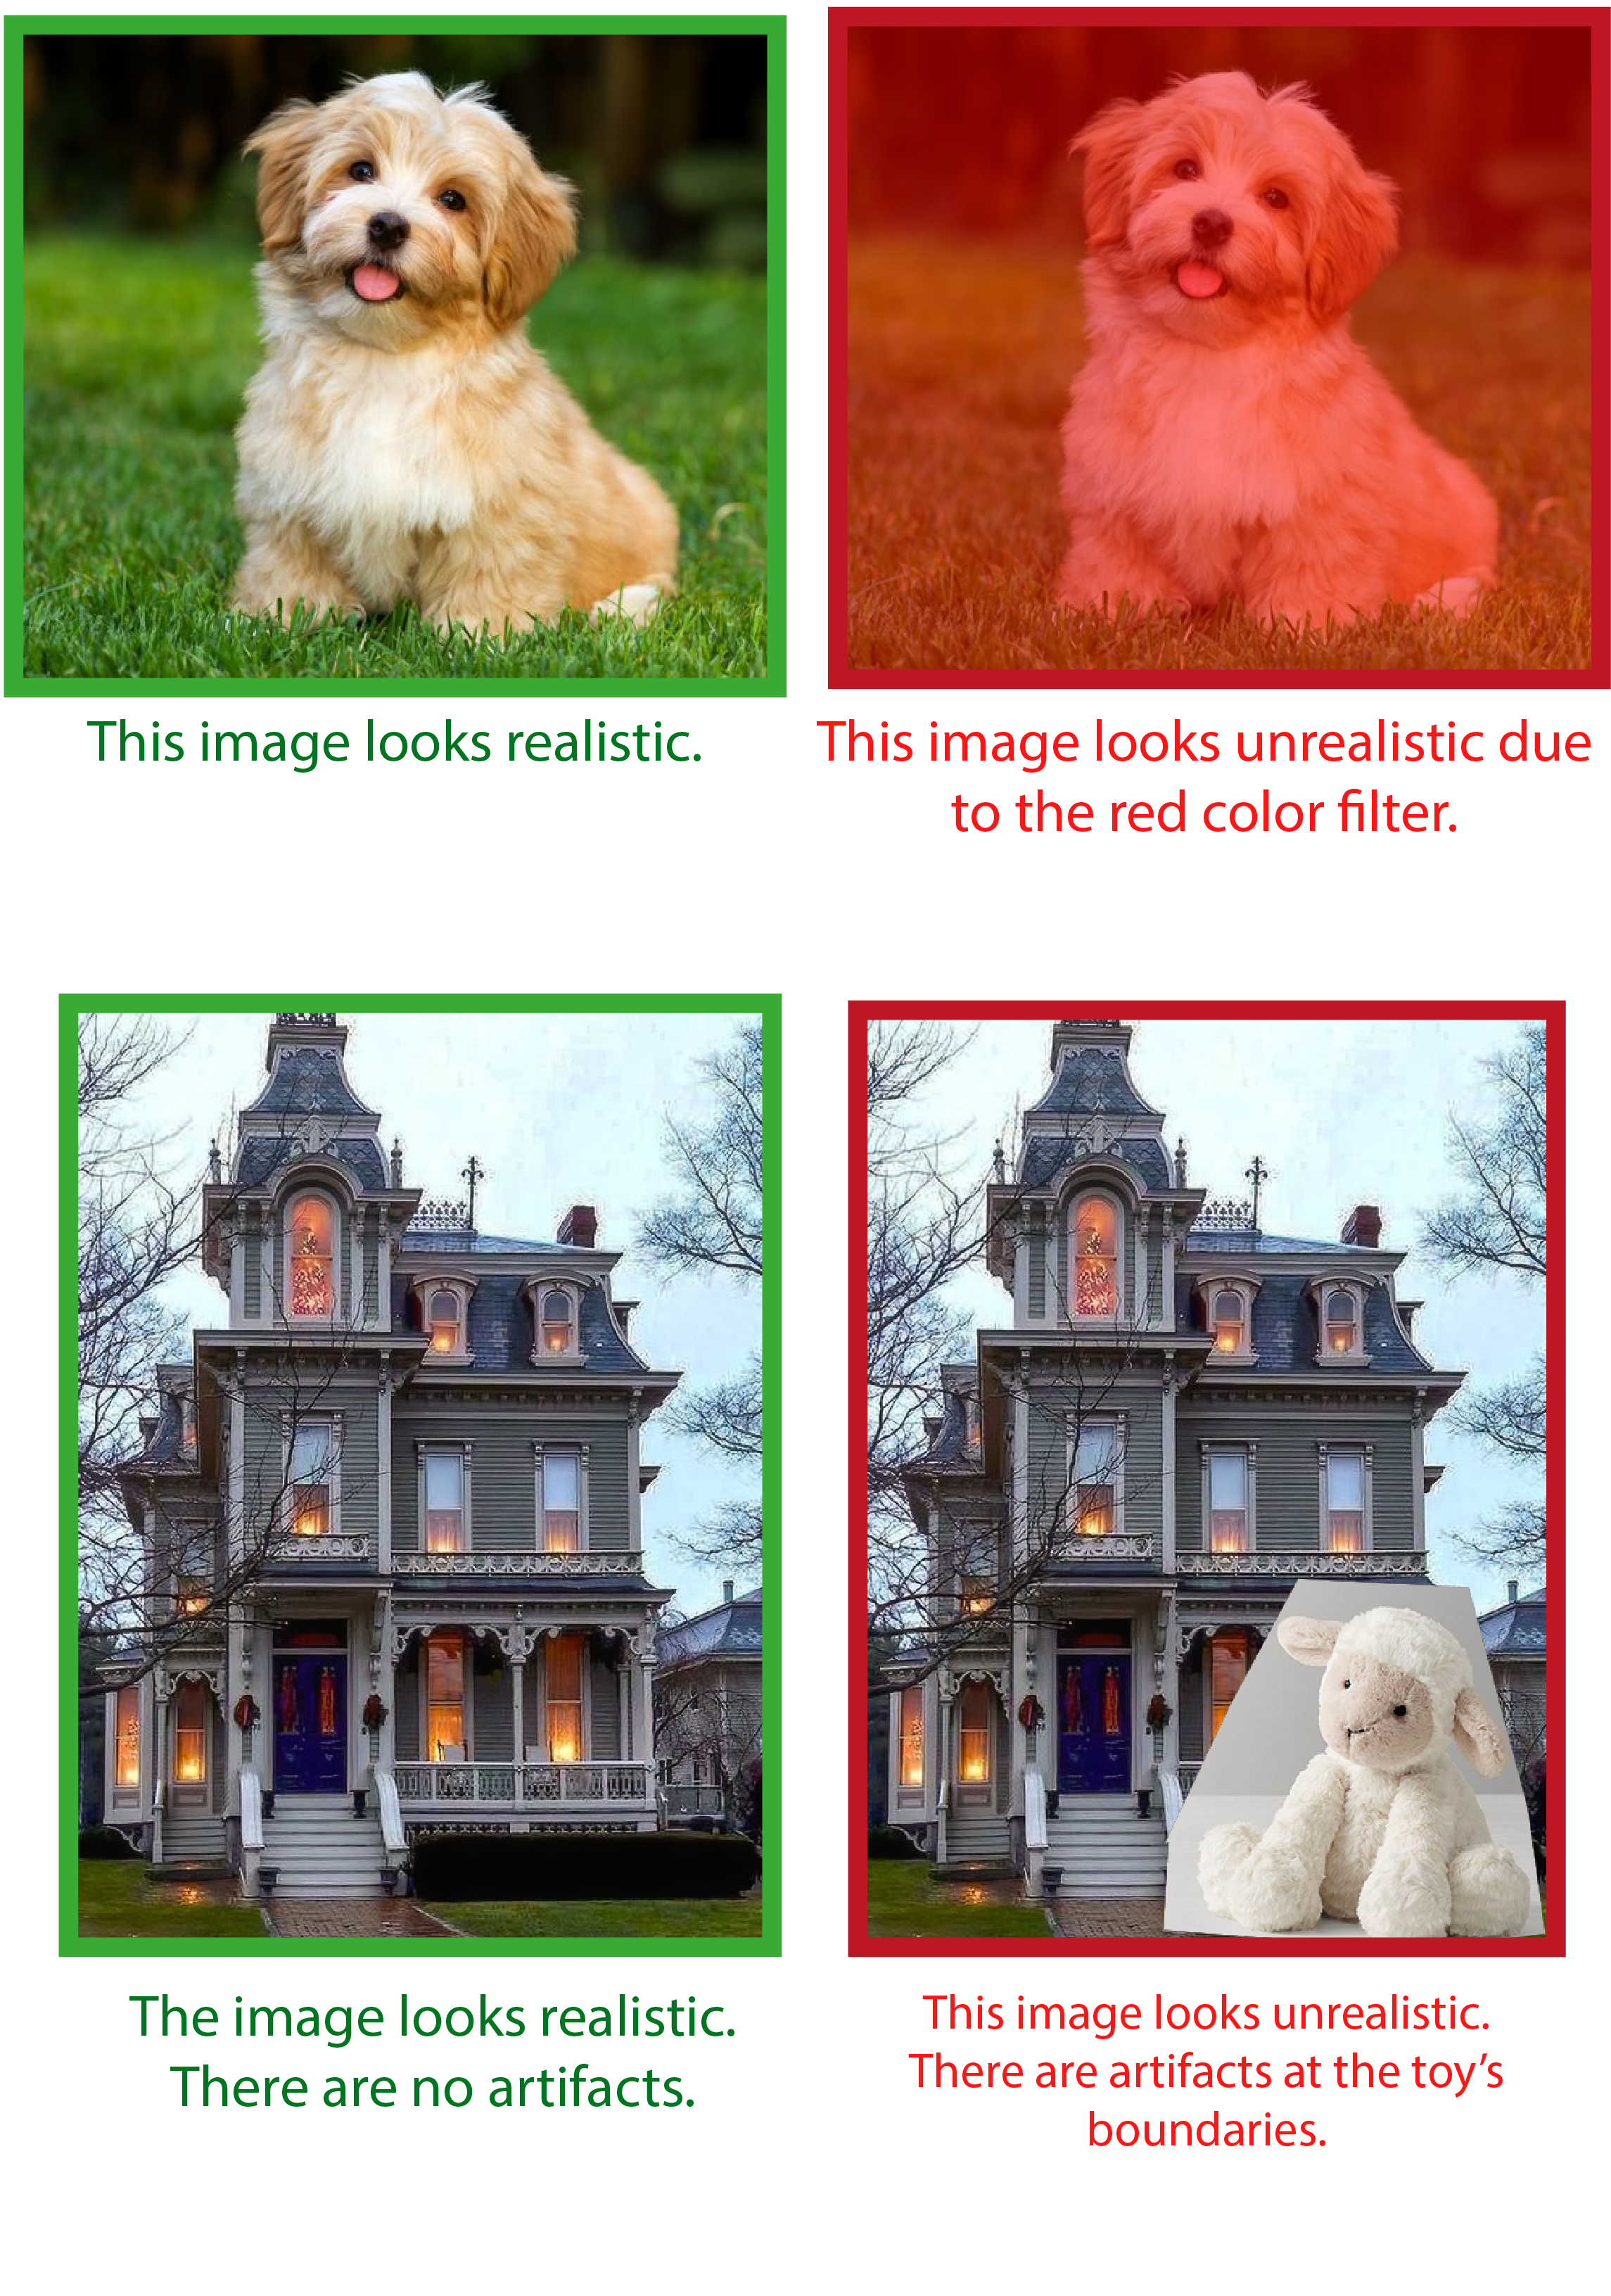 This image looks realistic.
This image looks unrealistic due
to the red color filter.
The image looks realistic.
There are no artifacts.
This image looks unrealistic.
There are artifacts at the toy’s
boundaries.